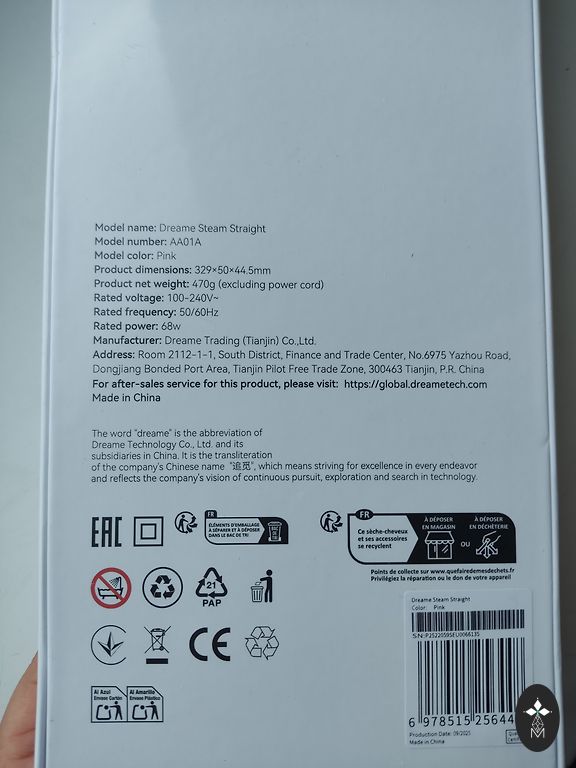 Model name: Dreame Steam Straight
Model number: AA01A
Model color: Pink
Product dimensions: 329×50×44.5mm
Product net weight: 470g (excluding power cord)
Rated voltage: 100-240V~
Rated frequency: 50/60Hz
Rated power: 68w
Manufacturer: Dreame Trading (Tianjin) Co.,Ltd.
Address: Room 2112-1-1, South District, Finance and Trade Center, No.6975 Yazhou Road,
Dongjiang Bonded Port Area, Tianjin Pilot Free Trade Zone, 300463 Tianjin, P.R. China
For after-sales service for this product, please visit: https://global.dreametech.com
Made in China
The word "dreame" is the abbreviation of
Dreame Technology Co., Ltd. and its
subsidiaries in China. It is the transliteration
of the company's Chinese name "追觅", which means striving for excellence in every endeavor
and reflects the company's vision of continuous pursuit, exploration and search in technology.
EAC
FR
ÉLÉMENTS D'EMBALLAGE
À SÉPARER ET À DÉPOSER
DANS LE BAC DE TRI
FR
Ce sèche-cheveux
et ses accessoires
se recyclent
À DÉPOSER
EN MAGASIN
OU
À DÉPOSER
EN DÉCHÈTERIE
Points de collecte sur www.quefairedemesdechets.fr
Privilégiez la réparation ou le don de votre appareil
21
PAP
CE
Al Azul
Envase Cartón
Al Amarillo
Envase Plástico
Dreame Steam Straight
Color: Pink
S/N:P2522059SEU0066135
6 978515 25644
Production Date: 09/2025
Made in China
M